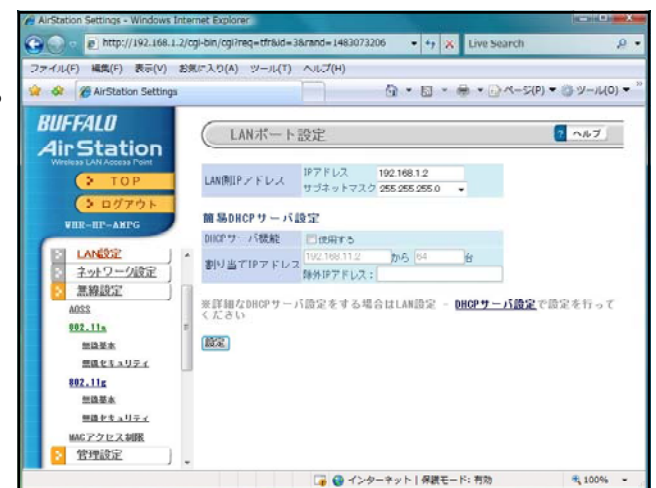 AirStation Settings - Windows Internet Explorer
http://192.168.1.2/cgi-bin/cgi?req=tfr&id=3&rand=1483073206
Live Search
ファイル(F) 編集(F) 表示(V) お気に入り(A) ツール(T) ヘルプ(H)
AirStation Settings
ページ(P) ツール(O)
BUFFALO
AirStation
Wireless LAN Access Point
TOP
ログアウト
WHR-HP-AMPG
LAN設定
ネットワーク設定
無線設定
AOSS
802.11a
無線基本
無線セキュリティ
802.11g
無線基本
無線セキュリティ
MACアクセス制限
管理設定
LANポート設定
ヘルプ
LAN側IPアドレス
IPアドレス 192.168.1.2
サブネットマスク 255.255.255.0
簡易DHCPサーバ設定
DHCPサーバ機能 使用する
割り当てIPアドレス
192.168.11.2 から 64 台
除外IPアドレス:
※詳細なDHCPサーバ設定をする場合はLAN設定 - DHCPサーバ設定で設定を行って
ください
設定
インターネット | 保護モード: 有効
100%